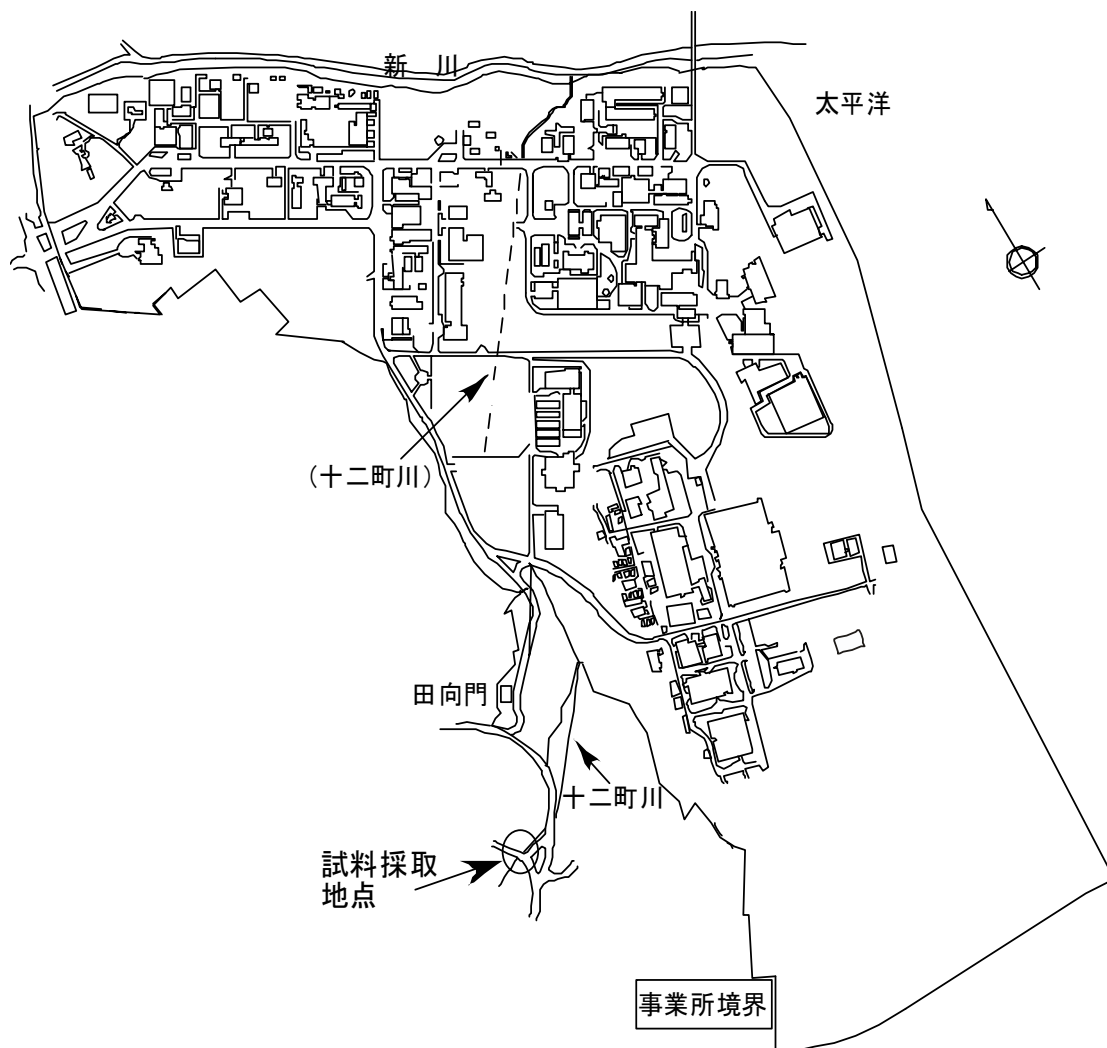 新 川
太平洋
(十二町川)
田向門
十二町川
試料採取
地点
事業所境界